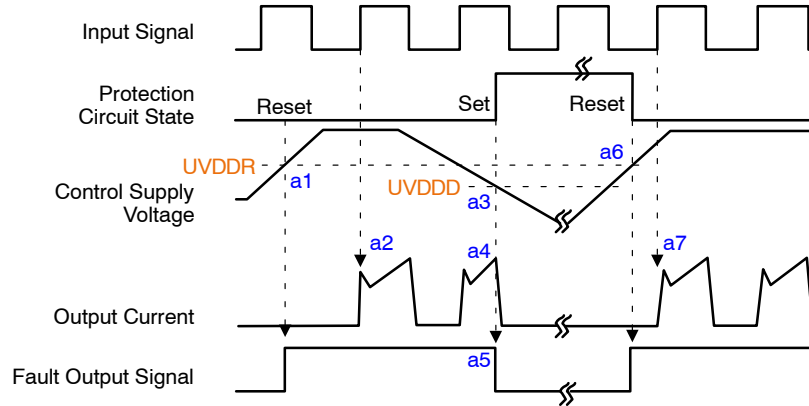 Input Signal
Protection
Circuit State
Reset
Set
Reset
UVDDR
a1
a6
UVDDD
a3
Control Supply
Voltage
a2
a4
a7
Output Current
a5
Fault Output Signal